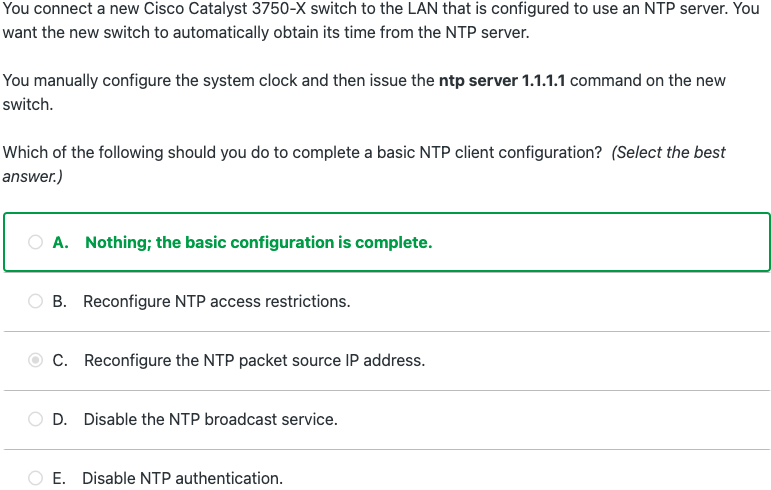 You connect a new Cisco Catalyst 3750-X switch to the LAN that is configured to use an NTP server. You
want the new switch to automatically obtain its time from the NTP server.
You manually configure the system clock and then issue the ntp server 1.1.1.1 command on the new
switch.
Which of the following should you do to complete a basic NTP client configuration? (Select the best
answer.)
A. Nothing; the basic configuration is complete.
B. Reconfigure NTP access restrictions.
C. Reconfigure the NTP packet source IP address.
D. Disable the NTP broadcast service.
E. Disable NTP authentication.